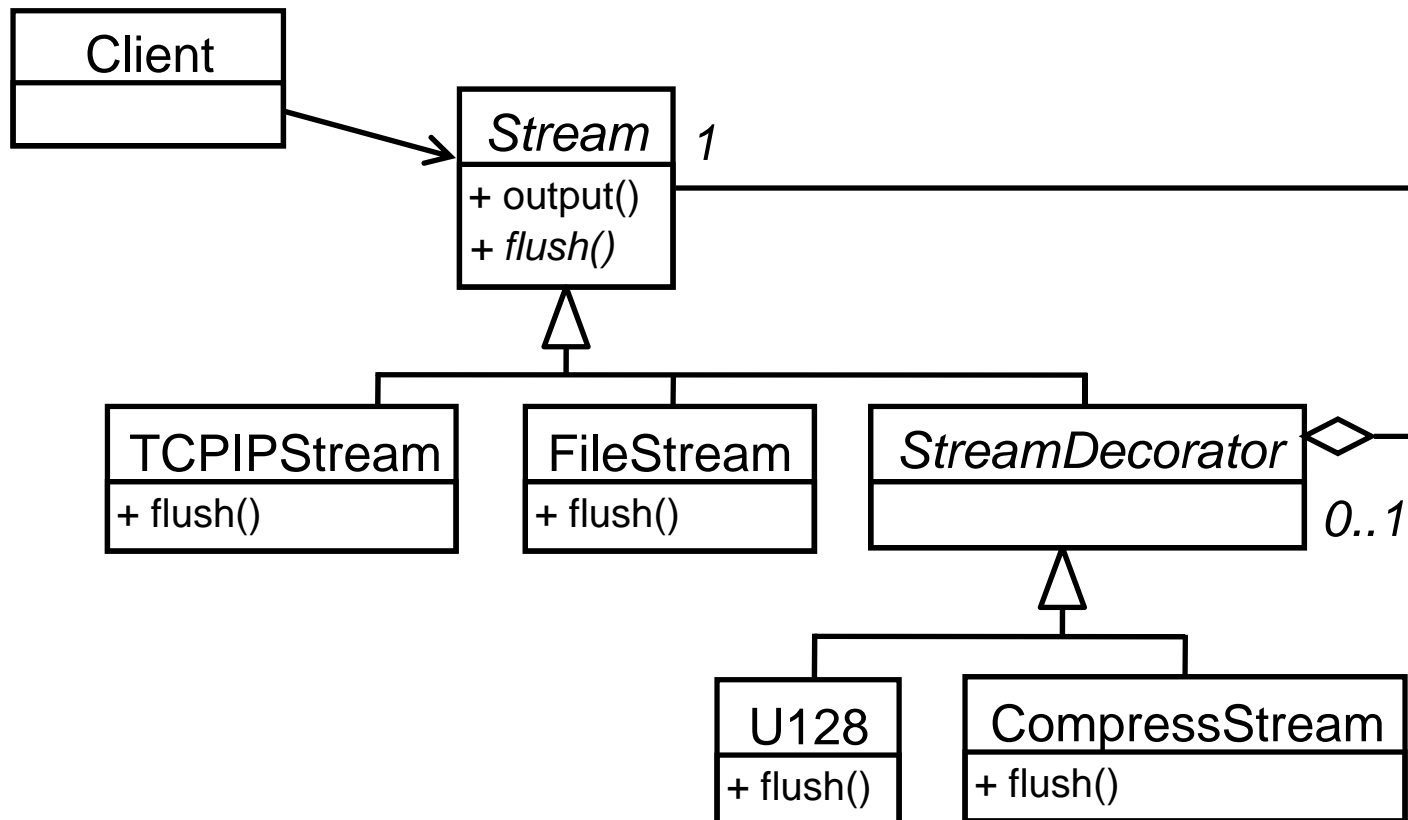 Client
Stream
1
+ output()
+ flush()
TCPIPStream
+ flush()
FileStream
+ flush()
StreamDecorator
0..1
U128
+ flush()
CompressStream
+ flush()